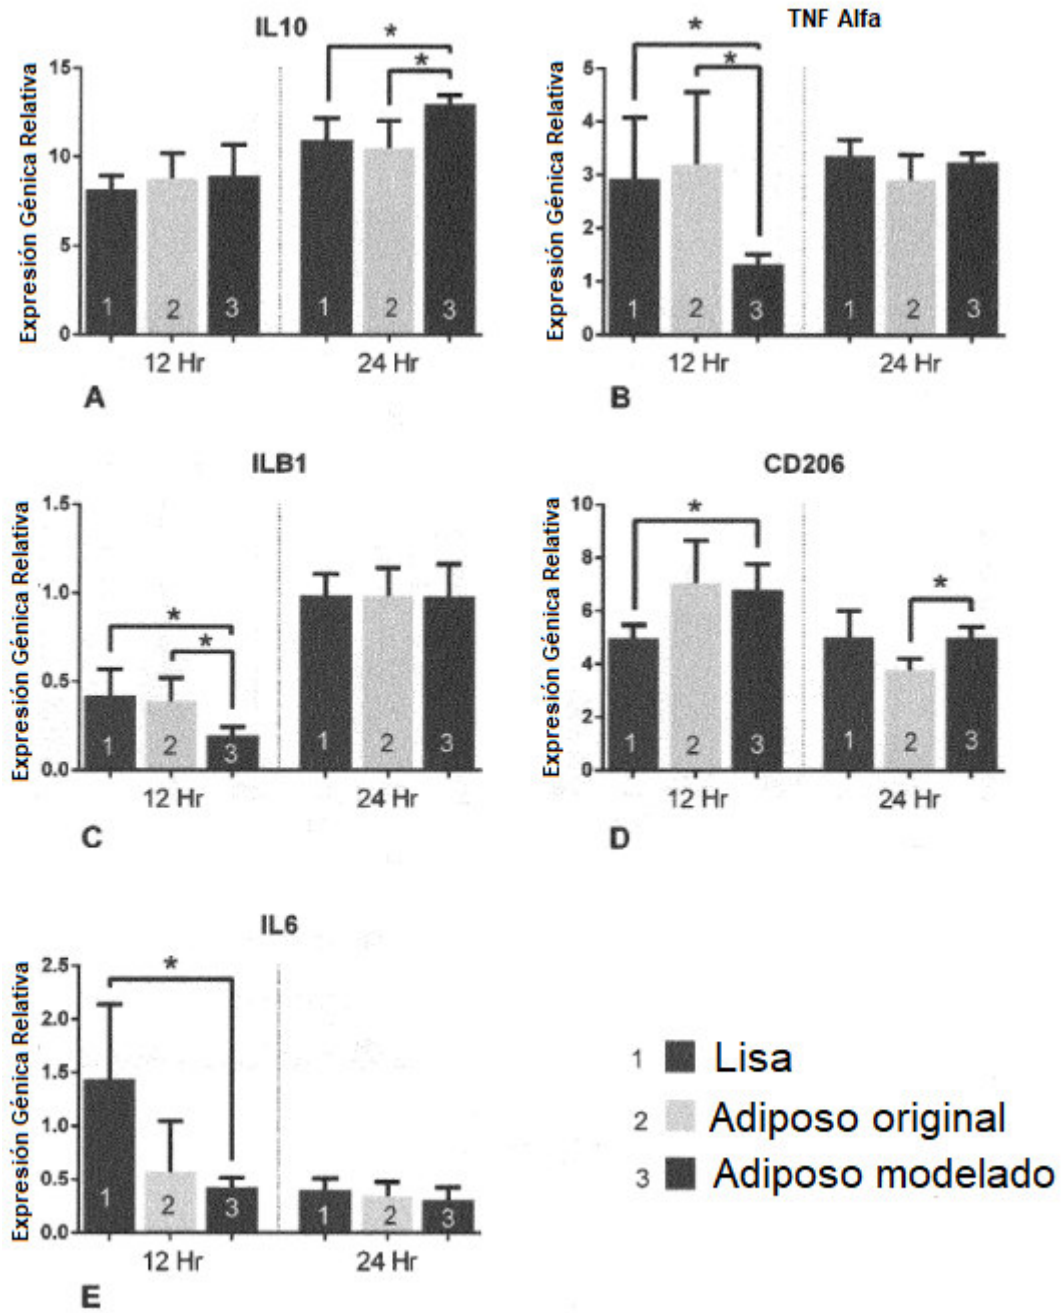 IL10
*
*
Expresión Génica Relativa
15
10
5
0
1
2
3
1
2
3
12 Hr
24 Hr
A
TNF Alfa
*
*
Expresión Génica Relativa
5
4
3
2
1
0
1
2
3
1
2
3
12 Hr
24 Hr
B
ILB1
*
*
Expresión Génica Relativa
1.5
1.0
0.5
0.0
1
2
3
1
2
3
12 Hr
24 Hr
C
CD206
*
*
Expresión Génica Relativa
10
8
6
4
2
0
1
2
3
1
2
3
12 Hr
24 Hr
D
IL6
*
Expresión Génica Relativa
2.5
2.0
1.5
1.0
0.5
0.0
1
2
3
1
2
3
12 Hr
24 Hr
E
1 Lisa
2 Adiposo original
3 Adiposo modelado